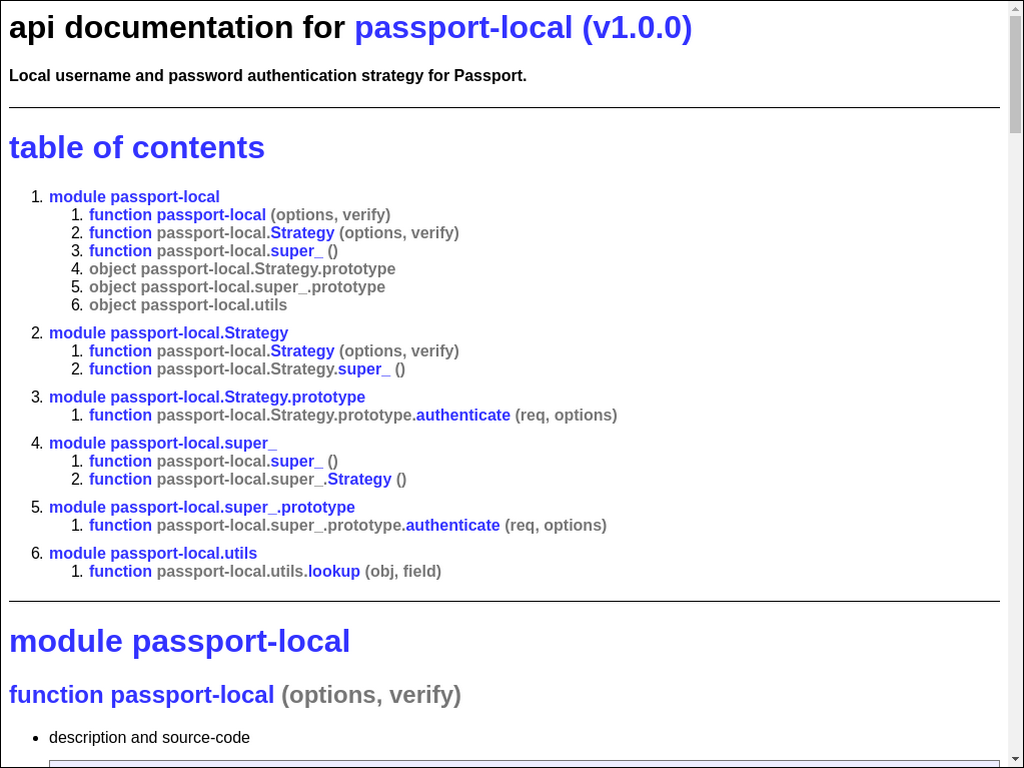 api documentation for passport-local (v1.0.0)
Local username and password authentication strategy for Passport.
table of contents
1. module passport-local
1. function passport-local (options, verify)
2. function passport-local.Strategy (options, verify)
3. function passport-local.super_ ()
4. object passport-local.Strategy.prototype
5. object passport-local.super_.prototype
6. object passport-local.utils
2. module passport-local.Strategy
1. function passport-local.Strategy (options, verify)
2. function passport-local.Strategy.super_ ()
3. module passport-local.Strategy.prototype
1. function passport-local.Strategy.prototype.authenticate (req, options)
4. module passport-local.super_
1. function passport-local.super_ ()
2. function passport-local.super_.Strategy ()
5. module passport-local.super_.prototype
1. function passport-local.super_.prototype.authenticate (req, options)
6. module passport-local.utils
1. function passport-local.utils.lookup (obj, field)
module passport-local
function passport-local (options, verify)
• description and source-code